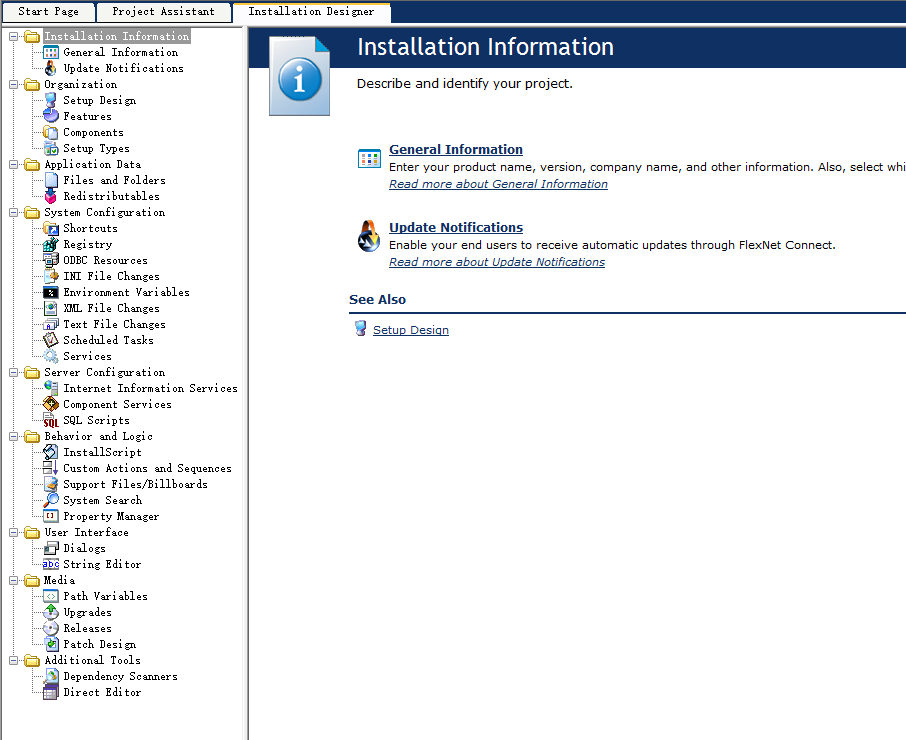 Start Page
Project Assistant
Installation Designer
Installation Information
General Information
Update Notifications
Organization
Setup Design
Features
Components
Setup Types
Application Data
Files and Folders
Redistributables
System Configuration
Shortcuts
Registry
ODBC Resources
INI File Changes
Environment Variables
XML File Changes
Text File Changes
Scheduled Tasks
Services
Server Configuration
Internet Information Services
Component Services
SQL Scripts
Behavior and Logic
InstallScript
Custom Actions and Sequences
Support Files/Billboards
System Search
Property Manager
User Interface
Dialogs
String Editor
Media
Path Variables
Upgrades
Releases
Patch Design
Additional Tools
Dependency Scanners
Direct Editor
Installation Information
Describe and identify your project.
General Information
Enter your product name, version, company name, and other information. Also, select whi
Read more about General Information
Update Notifications
Enable your end users to receive automatic updates through FlexNet Connect.
Read more about Update Notifications
See Also
Setup Design